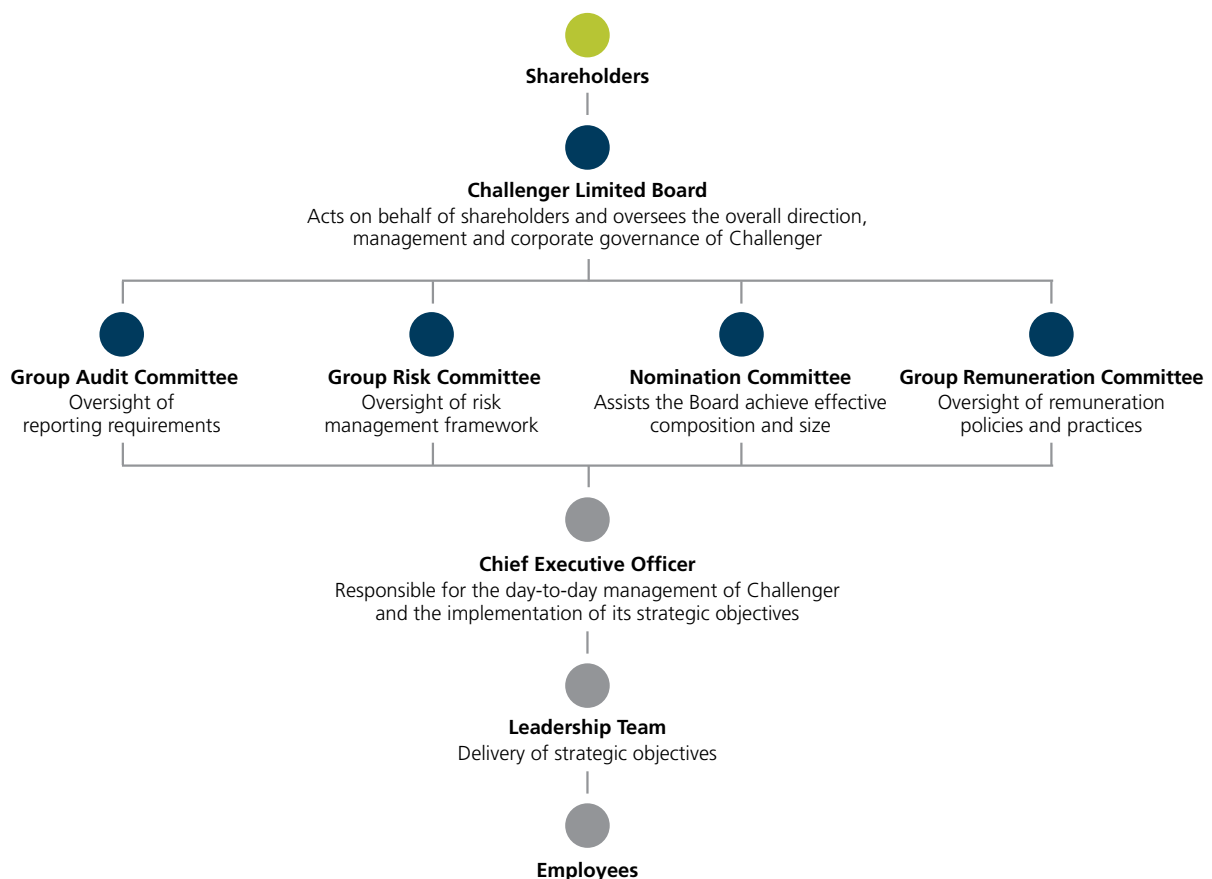 Shareholders
Challenger Limited Board
Acts on behalf of shareholders and oversees the overall direction,
management and corporate governance of Challenger
Group Audit Committee
Oversight of
reporting requirements
Group Risk Committee
Oversight of risk
management framework
Nomination Committee
Assists the Board achieve effective
composition and size
Group Remuneration Committee
Oversight of remuneration
policies and practices
Chief Executive Officer
Responsible for the day-to-day management of Challenger
and the implementation of its strategic objectives
Leadership Team
Delivery of strategic objectives
Employees